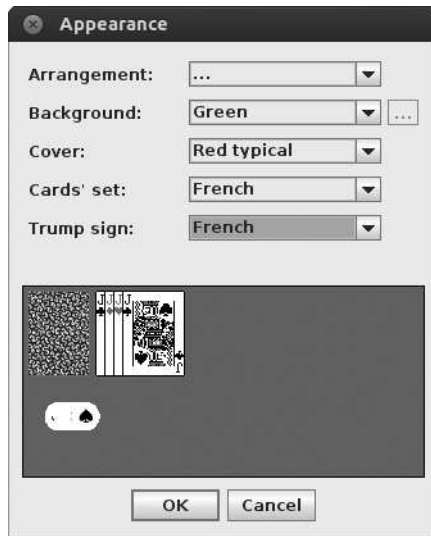 Appearance
Arrangement: ...
Background: Green ...
Cover: Red typical
Cards' set: French
Trump sign: French
J J J J
J
OK Cancel